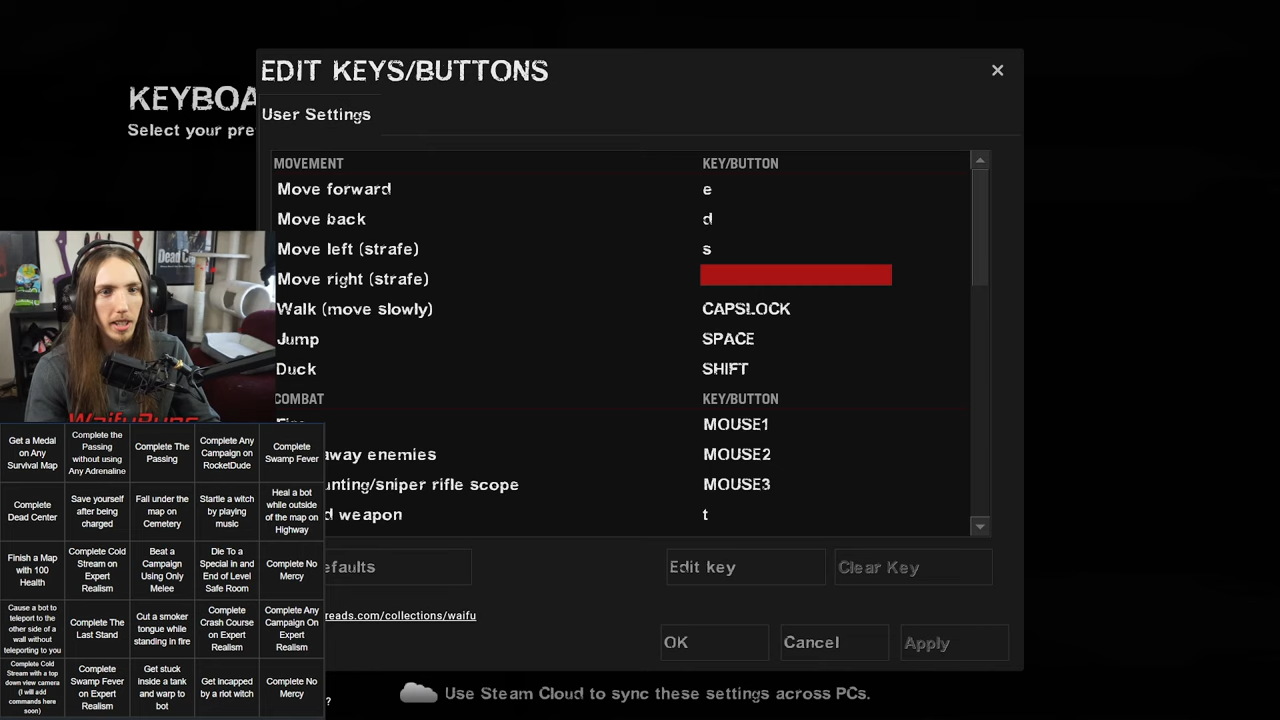 EDIT KEYS/BUTTONS
KEYBOA
Select your pre
User Settings
MOVEMENT KEY/BUTTON
Move forward e
Move back d
Move left (strafe) s
Move right (strafe)
Walk (move slowly) CAPSLOCK
Jump SPACE
Duck SHIFT
COMBAT KEY/BUTTON
Fire MOUSE1
away enemies MOUSE2
unting/sniper rifle scope MOUSE3
d weapon t
efaults
Edit key
Clear Key
reads.com/collections/waifu
OK
Cancel
Apply
Use Steam Cloud to sync these settings across PCs.
?
Dead Ce
WaifuRuns
Get a Medal
on Any
Survival Map
Complete the
Passing
without using
Any Adrenaline
Complete The
Passing
Complete Any
Campaign on
RocketDude
Complete
Swamp Fever
Complete
Dead Center
Save yourself
after being
charged
Fall under the
map on
Cemetery
Startle a witch
by playing
music
Heal a bot
while outside
of the map on
Highway
Finish a Map
with 100
Health
Complete Cold
Stream on
Expert
Realism
Beat a
Campaign
Using Only
Melee
Die To a
Special in and
End of Level
Safe Room
Complete No
Mercy
Cause a bot to
teleport to the
other side of a
wall without
teleporting to you
Complete The
Last Stand
Cut a smoker
tongue while
standing in fire
Complete
Crash Course
on Expert
Realism
Complete Any
Campaign On
Expert
Realism
Complete Cold
Stream with a top
down view camera
(I will add
commands here
soon)
Complete
Swamp Fever
on Expert
Realism
Get stuck
inside a tank
and warp to
bot
Get incapped
by a riot witch
Complete No
Mercy